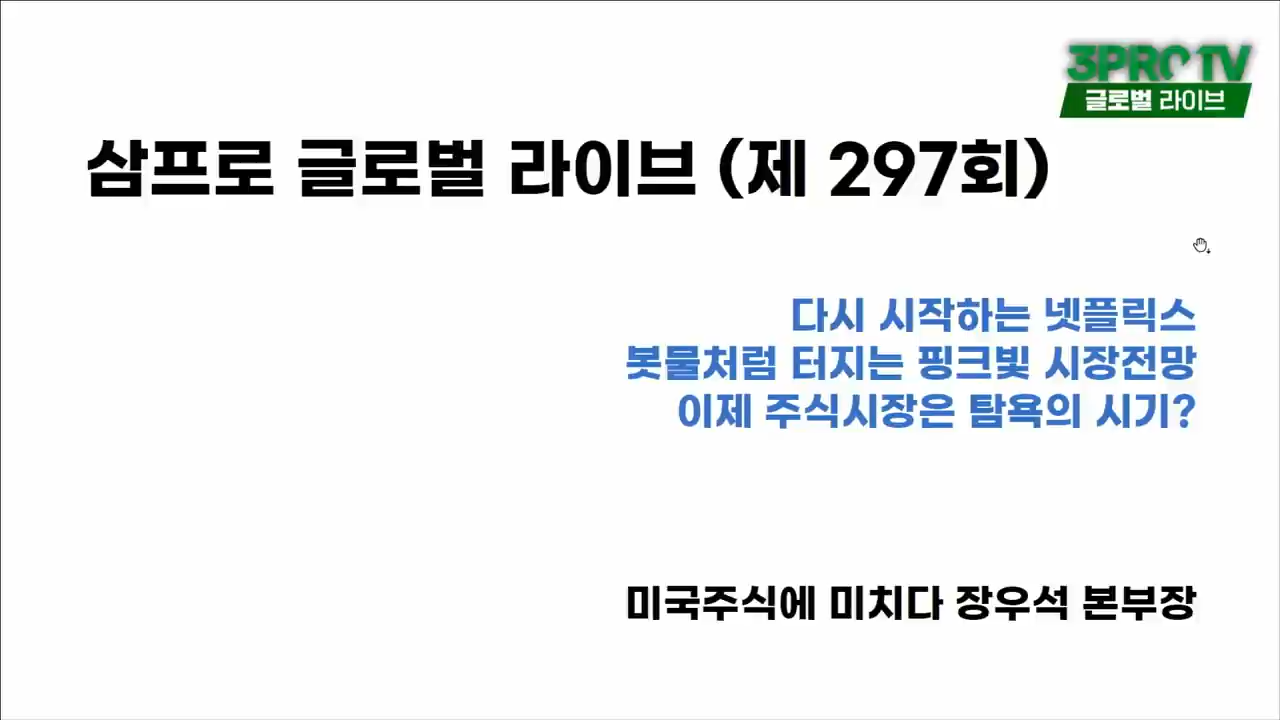 3PRO TV
글로벌 라이브
삼프로 글로벌 라이브 (제 297회)
다시 시작하는 넷플릭스
봇물처럼 터지는 핑크빛 시장전망
이제 주식시장은 탐욕의 시기?
미국주식에 미치다 장우석 본부장